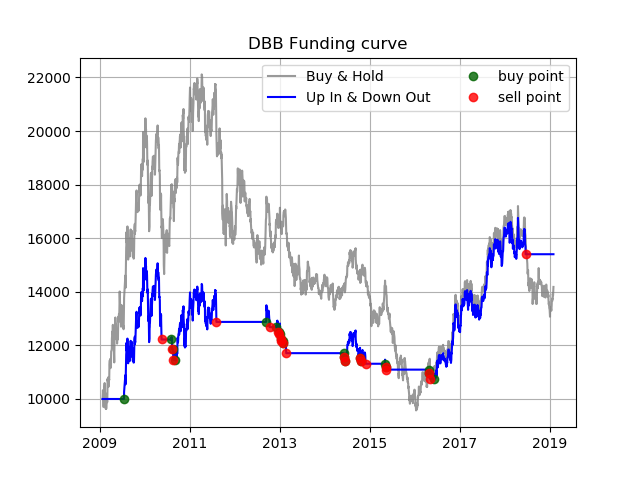 DBB Funding curve
Buy & Hold
Up In & Down Out
buy point
sell point
22000
20000
18000
16000
14000
12000
10000
2009 2011 2013 2015 2017 2019